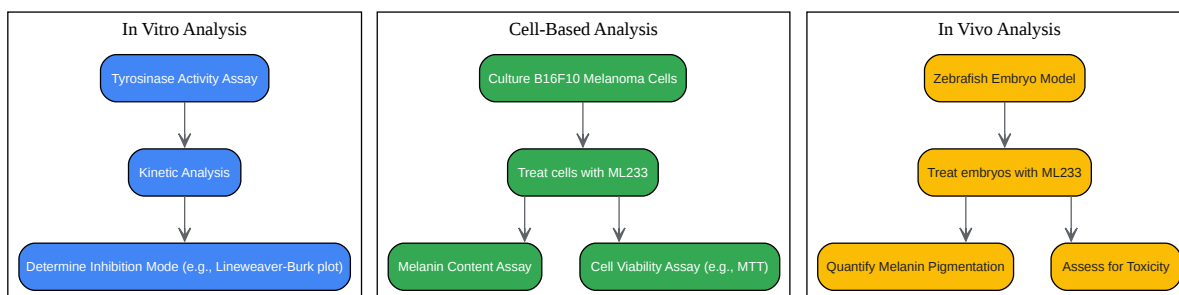 In Vitro Analysis
Tyrosinase Activity Assay
Kinetic Analysis
Determine Inhibition Mode (e.g., Lineweaver-Burk plot)
Cell-Based Analysis
Culture B16F10 Melanoma Cells
Treat cells with ML233
Melanin Content Assay
Cell Viability Assay (e.g., MTT)
In Vivo Analysis
Zebrafish Embryo Model
Treat embryos with ML233
Quantify Melanin Pigmentation
Assess for Toxicity